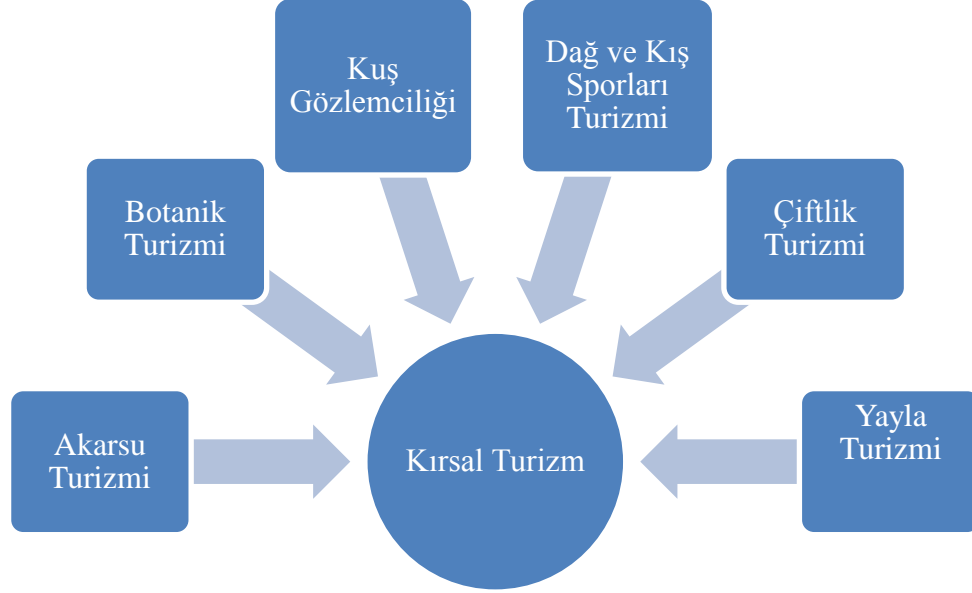 Kuş
Gözlemciliği
Dağ ve Kış
Sporları
Turizmi
Botanik
Turizmi
Çiftlik
Turizmi
Akarsu
Turizmi
Kırsal Turizm
Yayla
Turizmi